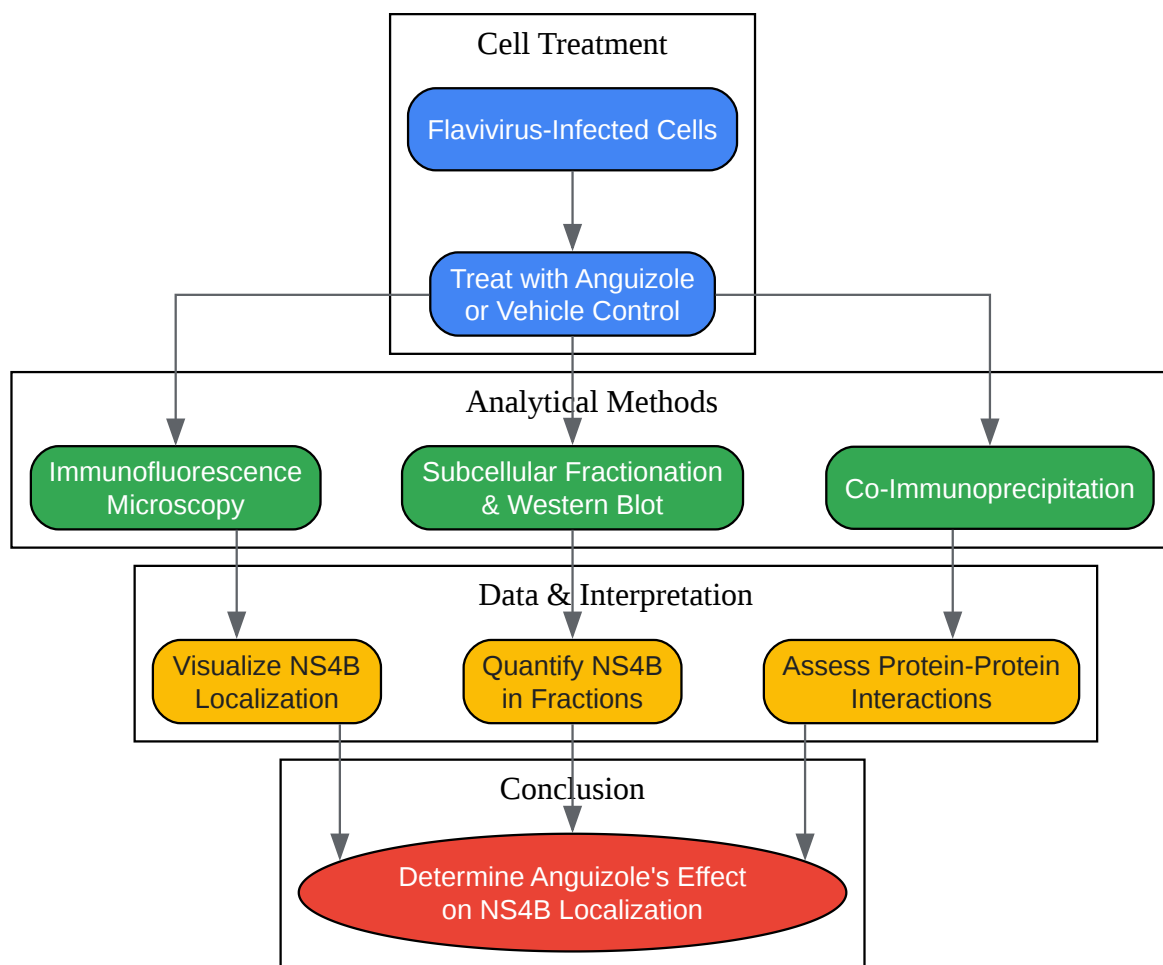 Cell Treatment
Flavivirus-Infected Cells
Treat with Anguizole
or Vehicle Control
Analytical Methods
Immunofluorescence
Microscopy
Subcellular Fractionation
& Western Blot
Co-Immunoprecipitation
Data & Interpretation
Visualize NS4B
Localization
Quantify NS4B
in Fractions
Assess Protein-Protein
Interactions
Conclusion
Determine Anguizole's Effect
on NS4B Localization